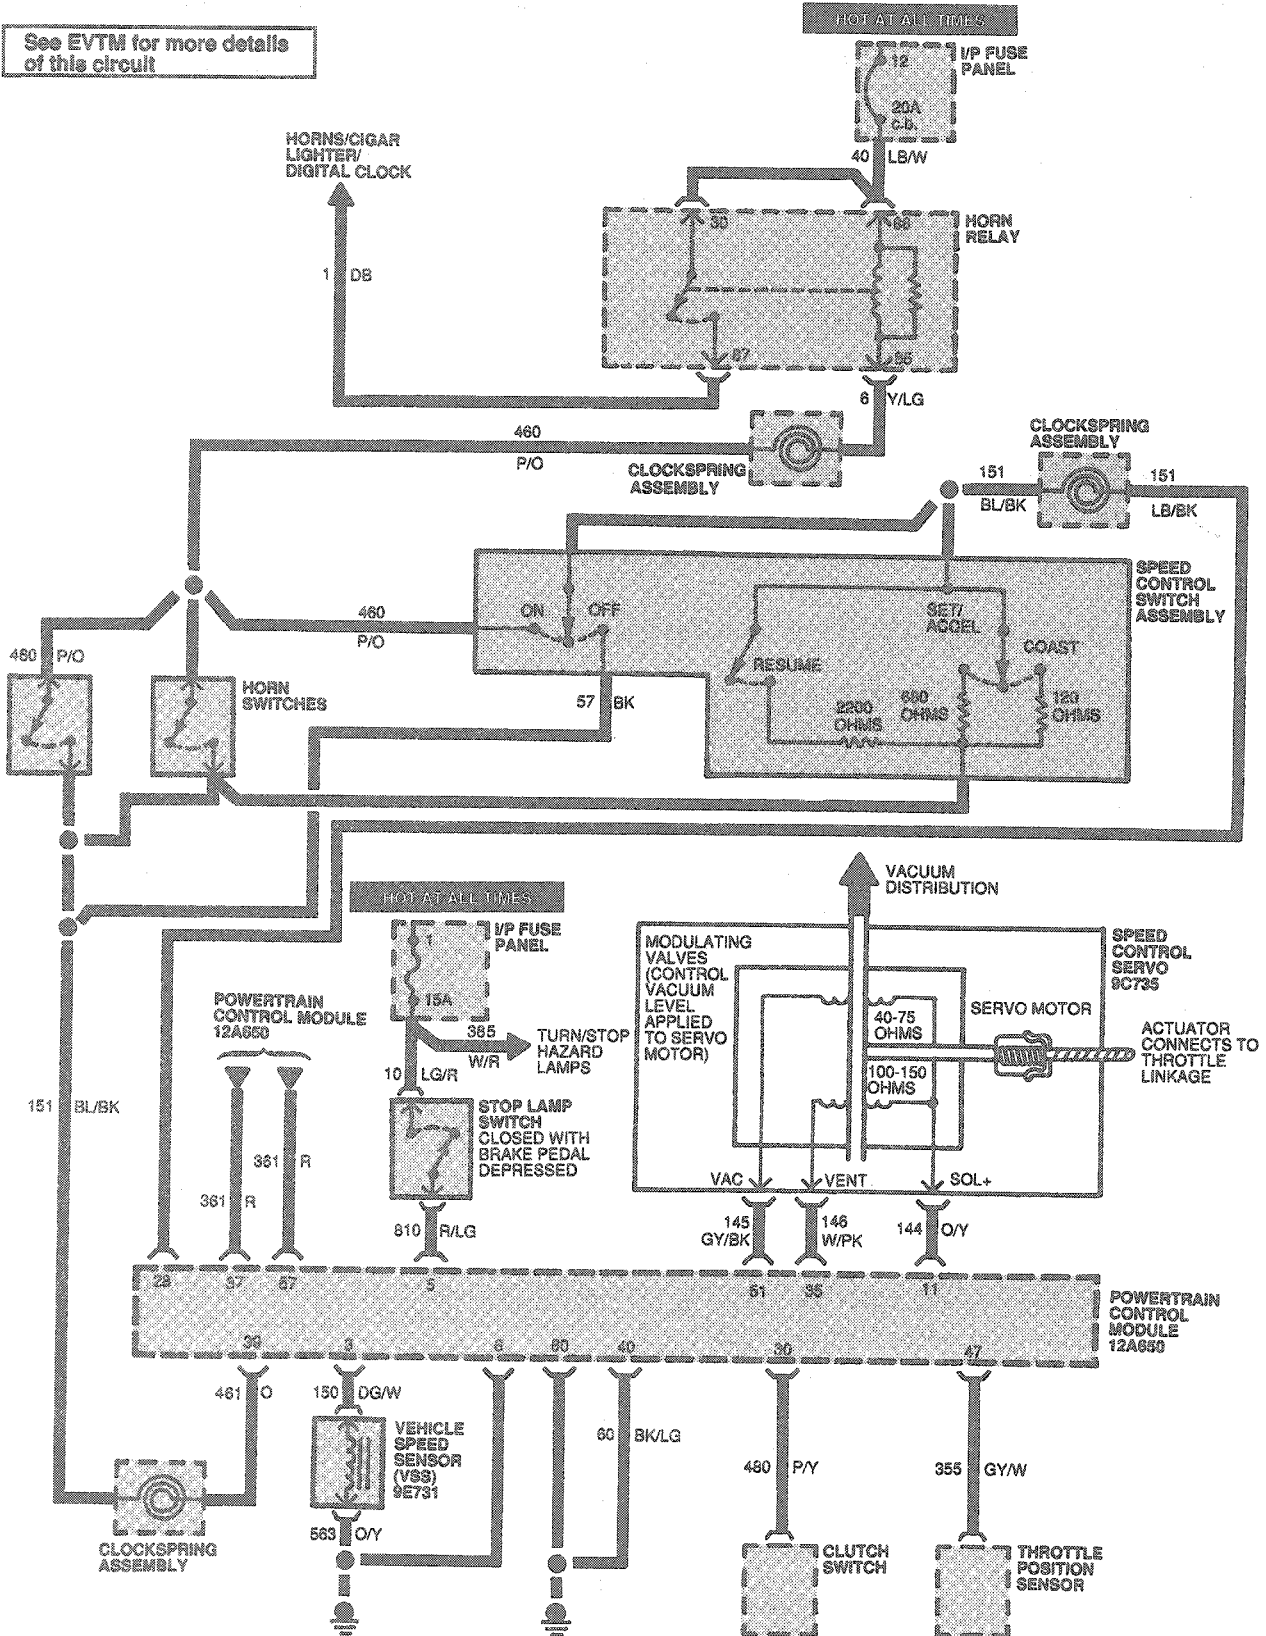 HOT AT ALL TIMES
See EVTM for more details
of this circuit
I/P FUSE
PANEL
12
20A
c.b.
HORNS/CIGAR
LIGHTER/
DIGITAL CLOCK
40 LB/W
30
86
HORN
RELAY
1 DB
87
85
6 Y/LG
460
P/O
CLOCKSPRING
ASSEMBLY
CLOCKSPRING
ASSEMBLY
151
BL/BK
151
LB/BK
SPEED
CONTROL
SWITCH
ASSEMBLY
ON OFF
SET/
ACCEL
460
P/O
COAST
460 P/O
RESUME
HORN
SWITCHES
57 BK
2200
OHMS
680
OHMS
120
OHMS
VACUUM
DISTRIBUTION
HOT AT ALL TIMES
I/P FUSE
PANEL
1
15A
MODULATING
VALVES
(CONTROL
VACUUM
LEVEL
APPLIED
TO SERVO
MOTOR)
SPEED
CONTROL
SERVO
9C735
POWERTRAIN
CONTROL MODULE
12A650
SERVO MOTOR
40-75
OHMS
385
W/R
TURN/STOP
HAZARD
LAMPS
ACTUATOR
CONNECTS TO
THROTTLE
LINKAGE
10 LG/R
100-150
OHMS
151 BL/BK
STOP LAMP
SWITCH
CLOSED WITH
BRAKE PEDAL
DEPRESSED
361 R
361 R
VAC VENT SOL+
810 R/LG
145
GY/BK
146
W/PK
144 O/Y
28 37 57 5 51 35 11
POWERTRAIN
CONTROL
MODULE
12A650
39 3 6 60 40 30 47
461 O
150 DG/W
VEHICLE
SPEED
SENSOR
(VSS)
9E731
60 BK/LG
480 P/Y
355 GY/W
563 O/Y
CLOCKSPRING
ASSEMBLY
CLUTCH
SWITCH
THROTTLE
POSITION
SENSOR